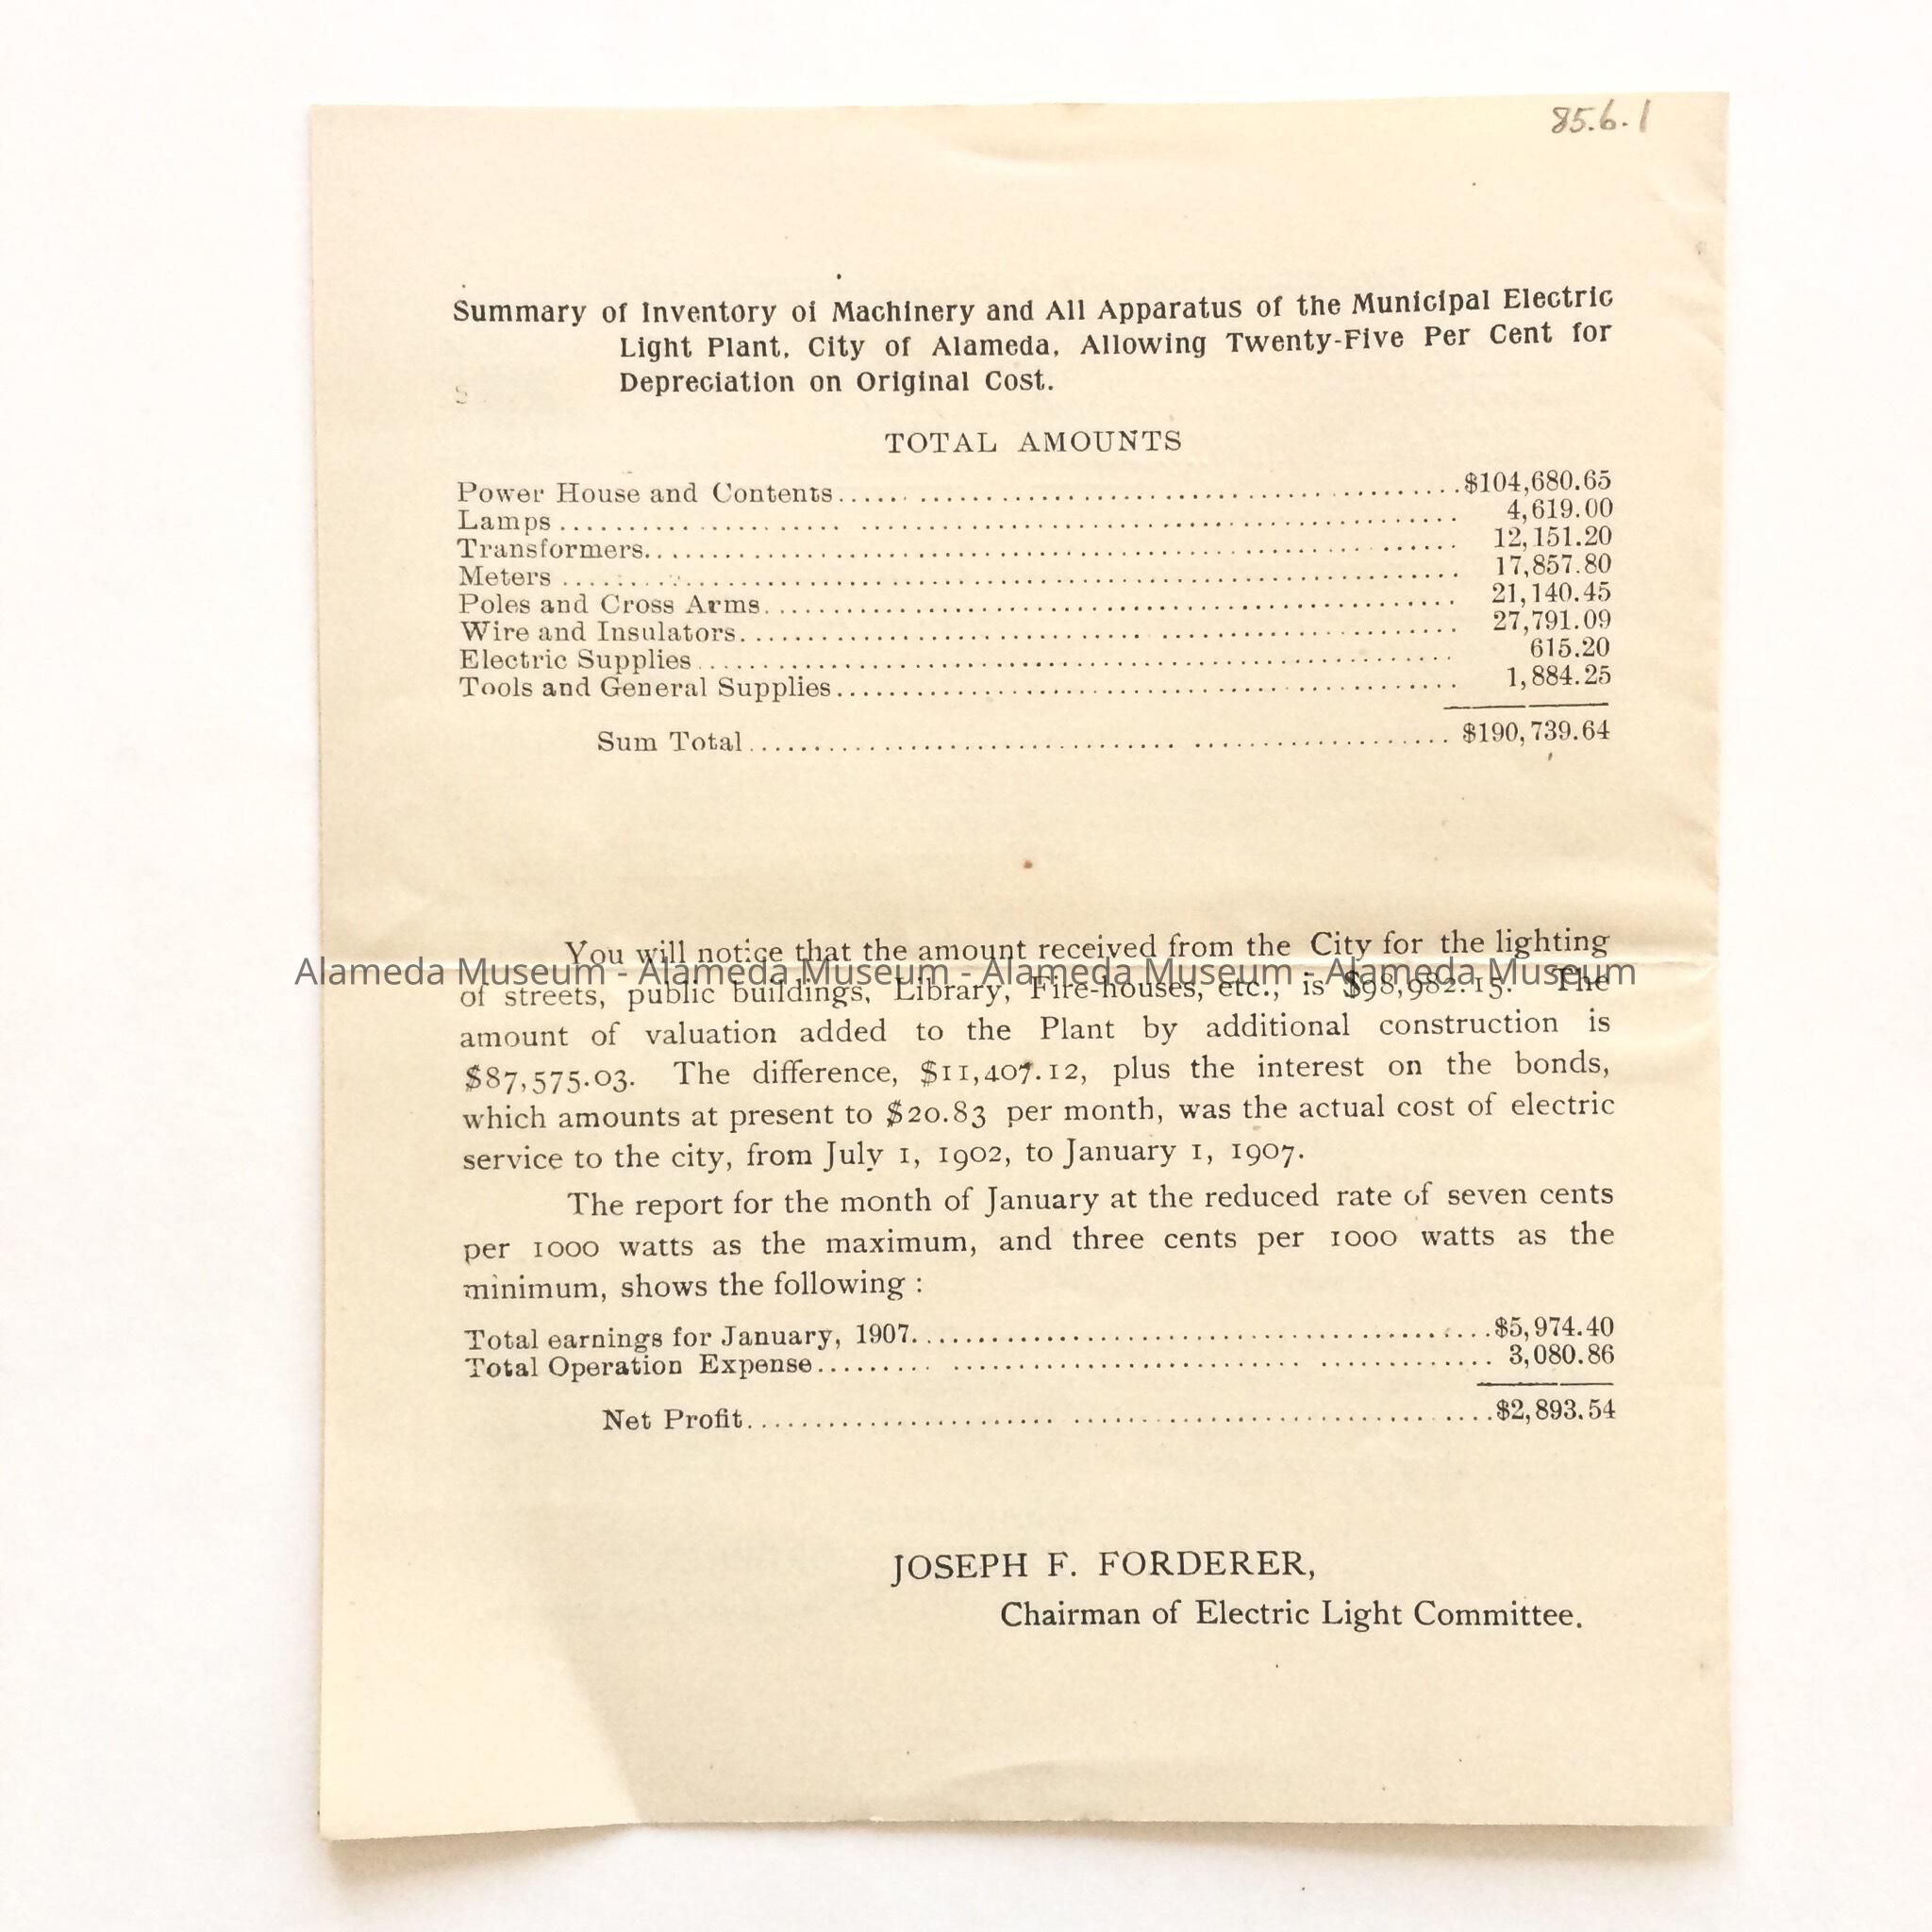 85.6.1
Summary of Inventory of Machinery and All Apparatus of the Municipal Electric
Light Plant, City of Alameda, Allowing Twenty-Five Per Cent for
Depreciation on Original Cost.
TOTAL AMOUNTS
Power House and Contents.............................................$104,680.65
Lamps............................................. 4,619.00
Transformers............................................. 12,151.20
Meters............................................. 17,857.80
Poles and Cross Arms............................................. 21,140.45
Wire and Insulators............................................. 27,791.09
Electric Supplies............................................. 615.20
Tools and General Supplies............................................. 1,884.25
Sum Total.............................................$190,739.64
You will notice that the amount received from the City for the lighting
Alameda Museum - Alameda Museum - Alameda Museum - Alameda Museum
of streets, public buildings, Library, Fire-houses, etc., is $98,982.15. The
amount of valuation added to the Plant by additional construction is
$87,575.03. The difference, $11,407.12, plus the interest on the bonds,
which amounts at present to $20.83 per month, was the actual cost of electric
service to the city, from July 1, 1902, to January 1, 1907.
The report for the month of January at the reduced rate of seven cents
per 1000 watts as the maximum, and three cents per 1000 watts as the
minimum, shows the following :
Total earnings for January, 1907.............................................$5,974.40
Total Operation Expense............................................. 3,080.86
Net Profit.............................................$2,893.54
JOSEPH F. FORDERER,
Chairman of Electric Light Committee.